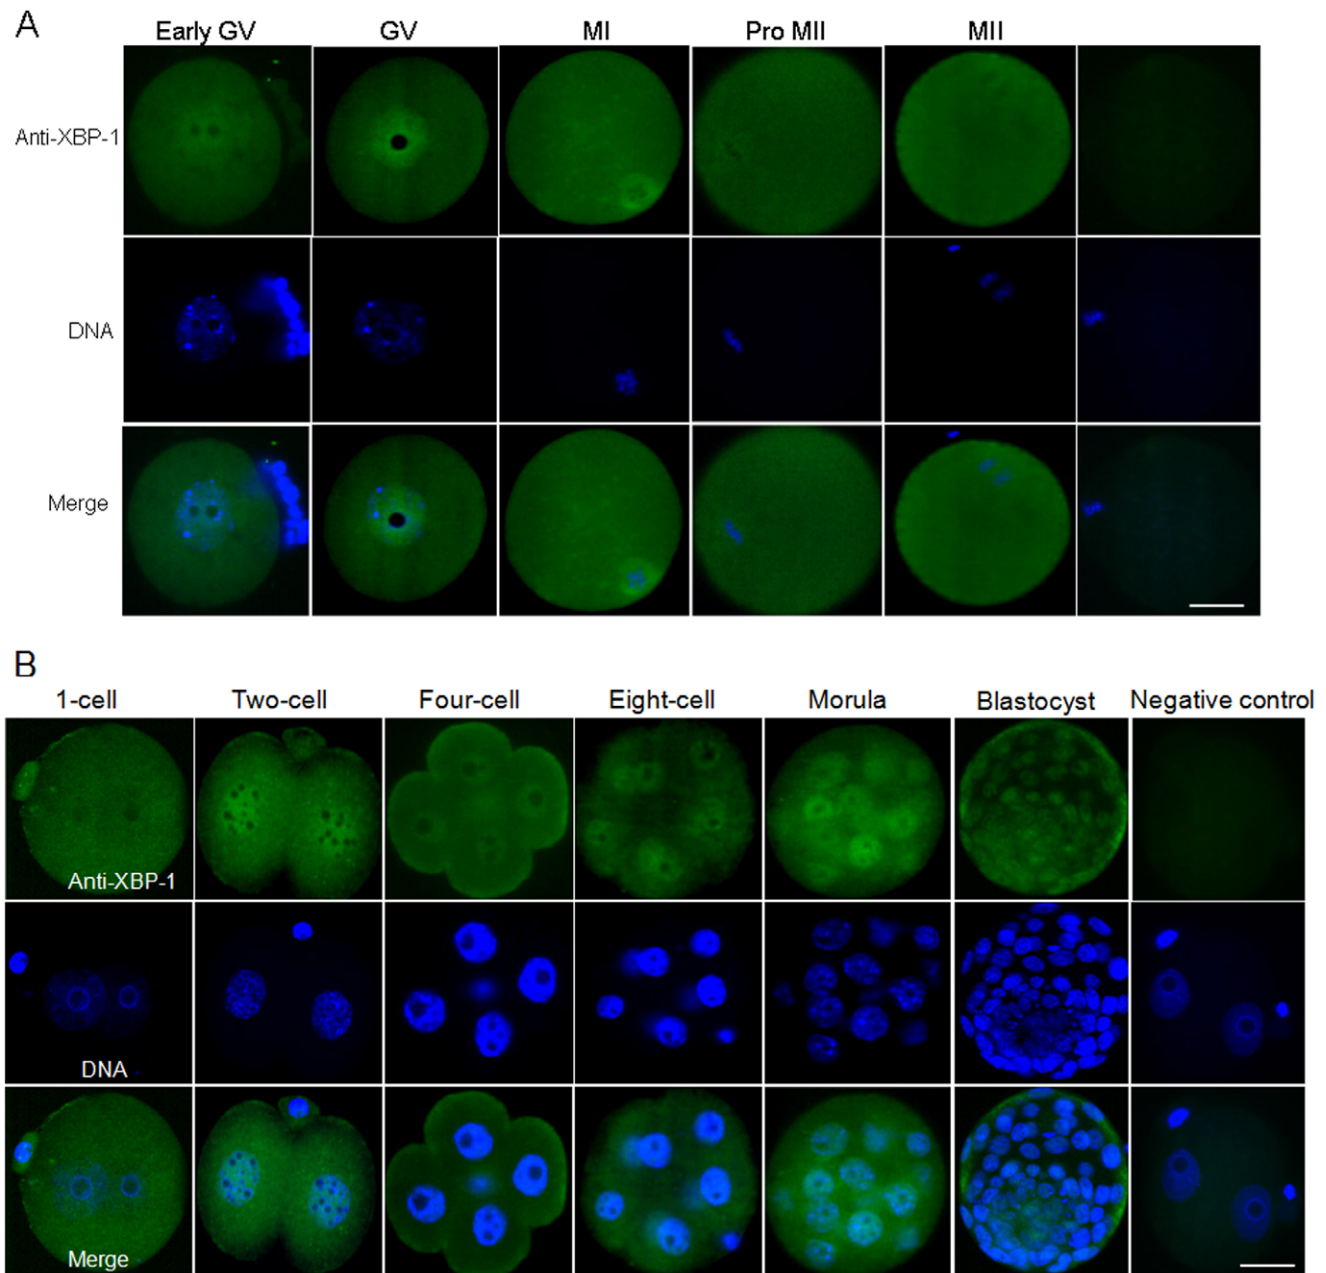 A
Early GV GV MI Pro MII MII
Anti-XBP-1
DNA
Merge
B
1-cell Two-cell Four-cell Eight-cell Morula Blastocyst Negative control
Anti-XBP-1
DNA
Merge